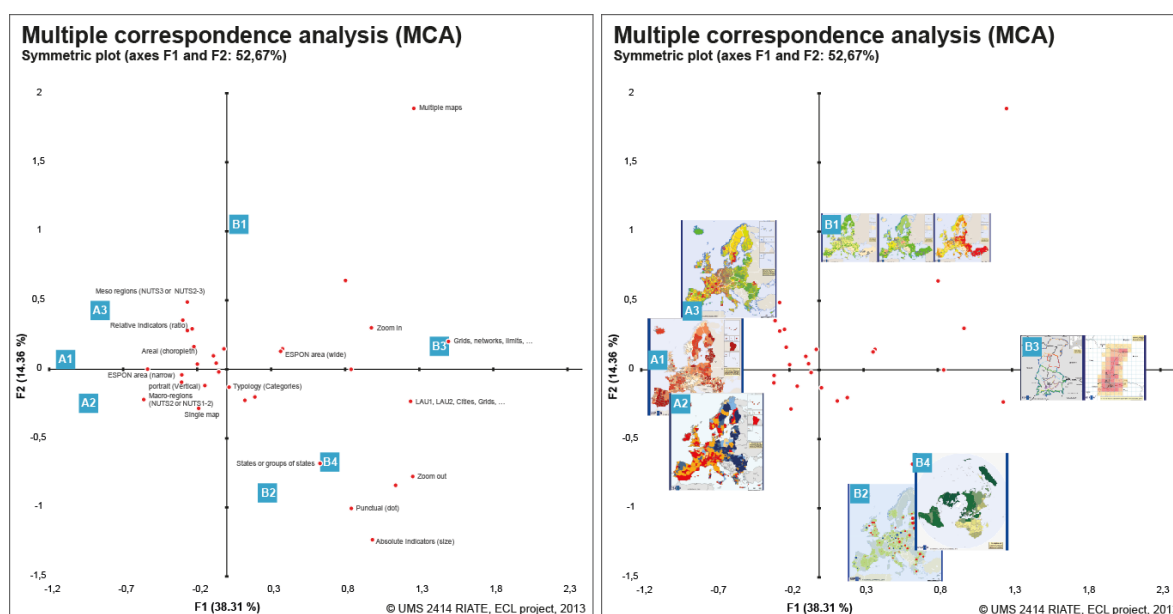 Multiple correspondence analysis (MCA)
Symmetric plot (axes F1 and F2: 52,67%)
2
Multiple maps
1,5
B1
1
F2 (14.36 %)
Meso regions (NUTS3 or NUTS2-3)
0,5
A3
Relative Indicators (ratio)
Zoom in
Grids, networks, limits, ...
B3
Areal (choropleth)
ESPON area (wide)
A1
0
ESPON area (narrow)
portrait (Vertical)
Typology (Categories)
Macro-regions
(NUTS2 or NUTS1-2)
A2
LAU1, LAU2, Cities, Grids, ...
Single map
-0,5
States or groups of states
B4
Zoom out
B2
-1
Punctual (dot)
Absolute Indicators (size)
-1,5
-1,2
-0,7
-0,2
0,3
0,8
1,3
1,8
2,3
F1 (38.31 %)
© UMS 2414 RIATE, ECL project, 2013
Multiple correspondence analysis (MCA)
Symmetric plot (axes F1 and F2: 52,67%)
2
1,5
B1
1
F2 (14.36 %)
0,5
A3
B3
A1
0
A2
-0,5
B4
B2
-1
-1,5
-1,2
-0,7
-0,2
0,3
0,8
1,3
1,8
2,3
F1 (38.31 %)
© UMS 2414 RIATE, ECL project, 201